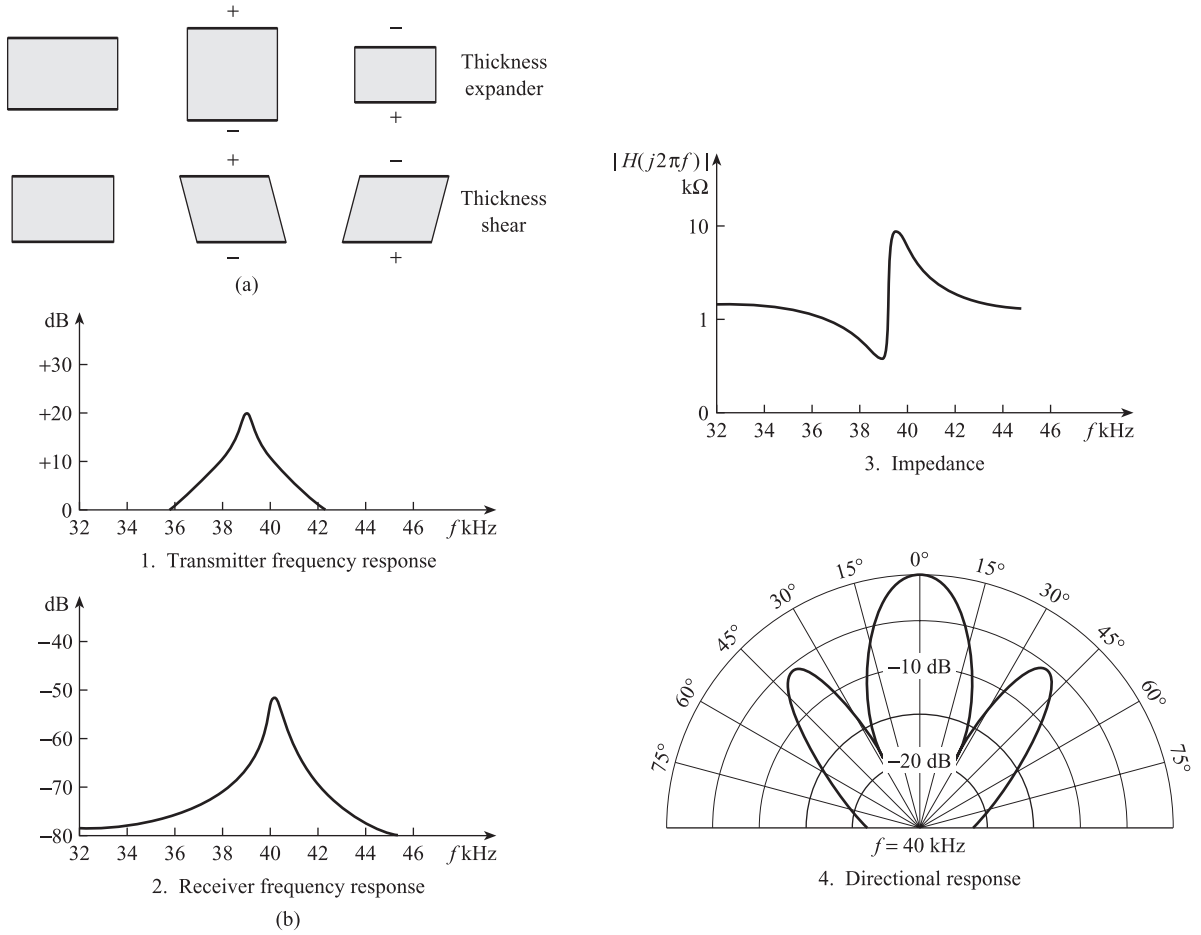 +
−
Thickness
expander
−
+
+
−
Thickness
shear
−
+
(a)
dB
+30
+20
+10
0
32 34 36 38 40 42 44 46 f kHz
1. Transmitter frequency response
dB
−40
−50
−60
−70
−80
32 34 36 38 40 42 44 46 f kHz
2. Receiver frequency response
(b)
| H(j2πf) |
kΩ
10
1
0
32 34 36 38 40 42 44 46 f kHz
3. Impedance
75° 60° 45° 30° 15° 0° 15° 30° 45° 60° 75°
−10 dB
−20 dB
f = 40 kHz
4. Directional response